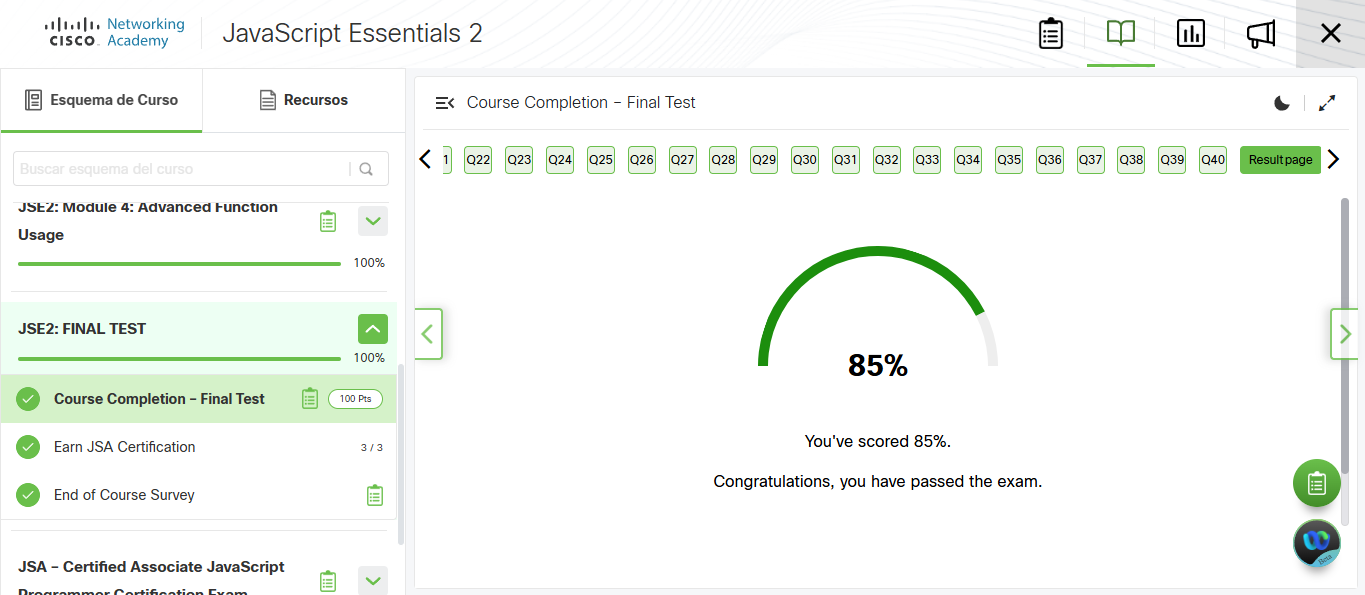 CISCO
Networking
Academy
JavaScript Essentials 2
Esquema de Curso
Recursos
Buscar esquema del curso
JSE2: Module 4: Advanced Function
Usage
100%
JSE2: FINAL TEST
100%
Course Completion – Final Test
100 Pts
Earn JSA Certification
3 / 3
End of Course Survey
JSA – Certified Associate JavaScript
Programmer Certification Exam
Course Completion – Final Test
1 Q22 Q23 Q24 Q25 Q26 Q27 Q28 Q29 Q30 Q31 Q32 Q33 Q34 Q35 Q36 Q37 Q38 Q39 Q40 Result page
85%
You've scored 85%.
Congratulations, you have passed the exam.
Beta